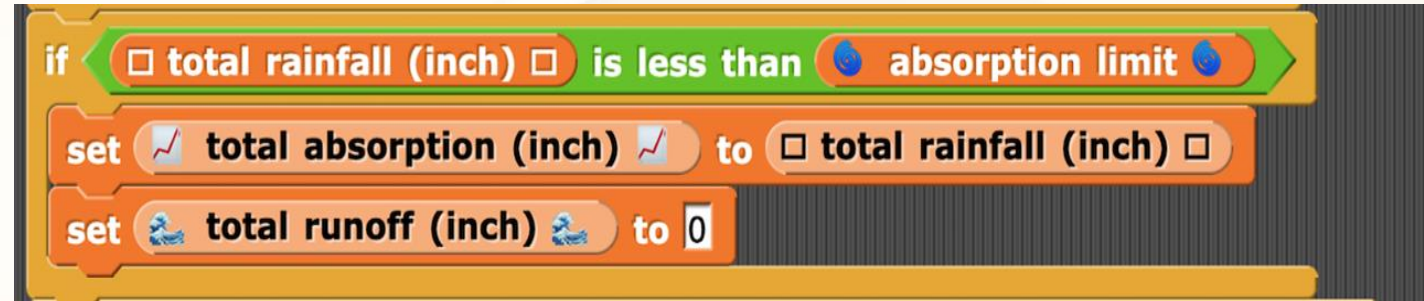 if □ total rainfall (inch) □ is less than 🌀 absorption limit 🌀
set 📈 total absorption (inch) 📈 to □ total rainfall (inch) □
set 🌊 total runoff (inch) 🌊 to 0